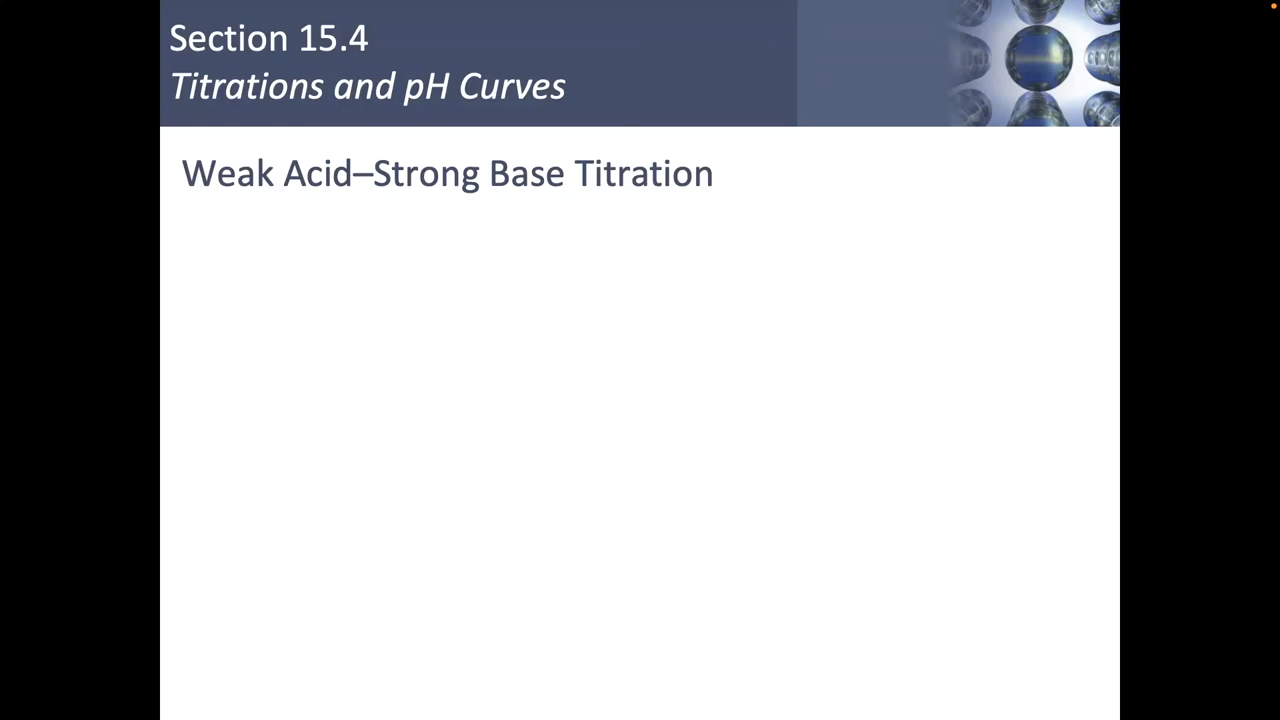 Section 15.4
Titrations and pH Curves
Weak Acid–Strong Base Titration